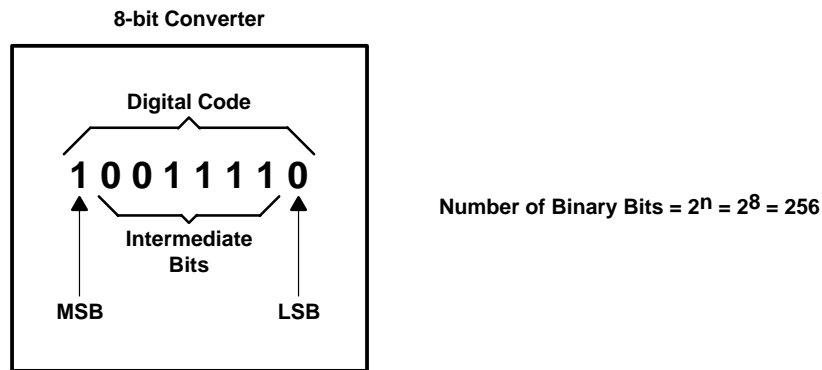 8-bit Converter
Digital Code
1 0 0 1 1 1 1 0
Intermediate
Bits
MSB
LSB
Number of Binary Bits = 2ⁿ = 2⁸ = 256